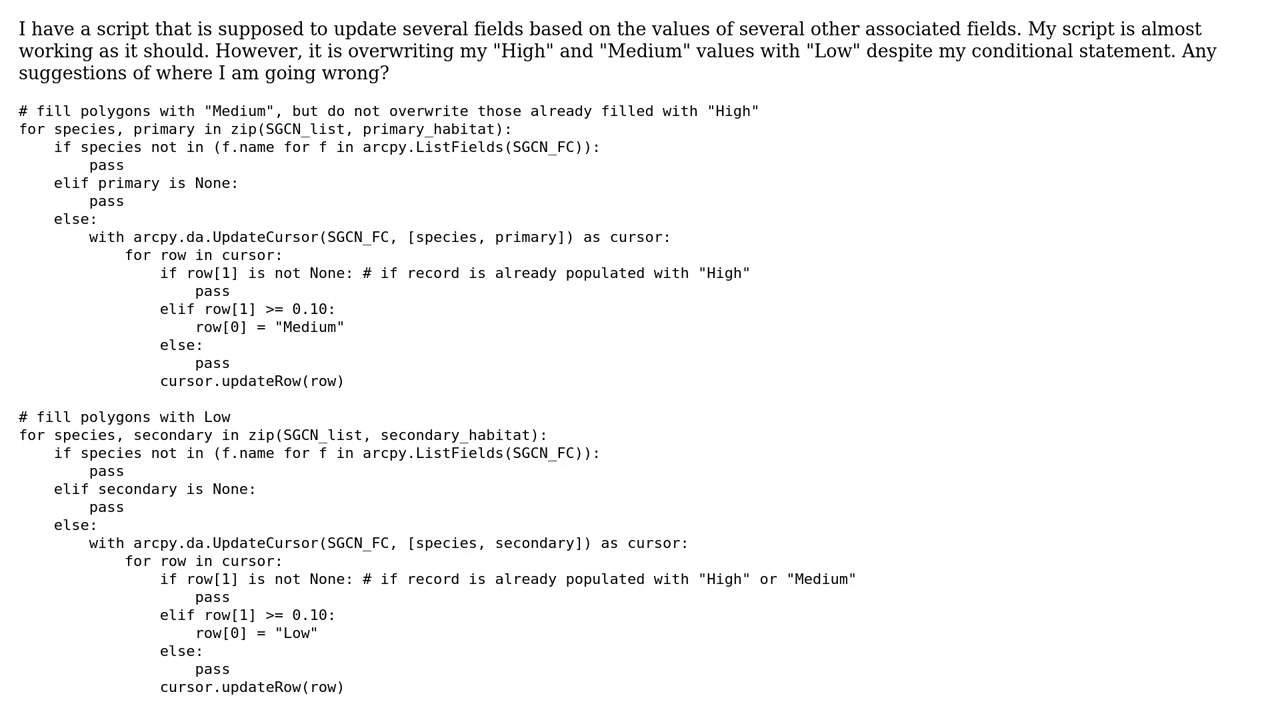 I have a script that is supposed to update several fields based on the values of several other associated fields. My script is almost
working as it should. However, it is overwriting my "High" and "Medium" values with "Low" despite my conditional statement. Any
suggestions of where I am going wrong?
# fill polygons with "Medium", but do not overwrite those already filled with "High"
for species, primary in zip(SGCN_list, primary_habitat):
    if species not in (f.name for f in arcpy.ListFields(SGCN_FC)):
        pass
    elif primary is None:
        pass
    else:
        with arcpy.da.UpdateCursor(SGCN_FC, [species, primary]) as cursor:
            for row in cursor:
                if row[1] is not None: # if record is already populated with "High"
                    pass
                elif row[1] >= 0.10:
                    row[0] = "Medium"
                else:
                    pass
                cursor.updateRow(row)
# fill polygons with Low
for species, secondary in zip(SGCN_list, secondary_habitat):
    if species not in (f.name for f in arcpy.ListFields(SGCN_FC)):
        pass
    elif secondary is None:
        pass
    else:
        with arcpy.da.UpdateCursor(SGCN_FC, [species, secondary]) as cursor:
            for row in cursor:
                if row[1] is not None: # if record is already populated with "High" or "Medium"
                    pass
                elif row[1] >= 0.10:
                    row[0] = "Low"
                else:
                    pass
                cursor.updateRow(row)